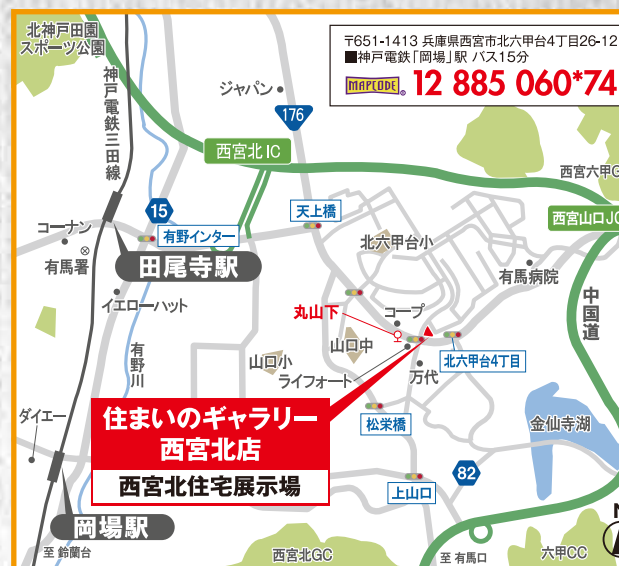 北神戸田園
スポーツ公園
〒651-1413 兵庫県西宮市北六甲台4丁目26-12
■神戸電鉄「岡場」駅 バス15分
MAPCODE® 12 885 060*74
神戸電鉄三田線
ジャパン
176
西宮北IC
西宮六甲G
15
天上橋
西宮山口JC
コーナン
有野インター
北六甲台小
有馬署
田尾寺駅
有馬病院
イエローハット
中国道
丸山下
コープ
有野川
山口小
山口中
北六甲台4丁目
ライフォート
万代
住まいのギャラリー
西宮北店
西宮北住宅展示場
松栄橋
金仙寺湖
ダイエー
上山口
82
岡場駅
N
至 鈴蘭台
西宮北GC
至 有馬口
六甲CC